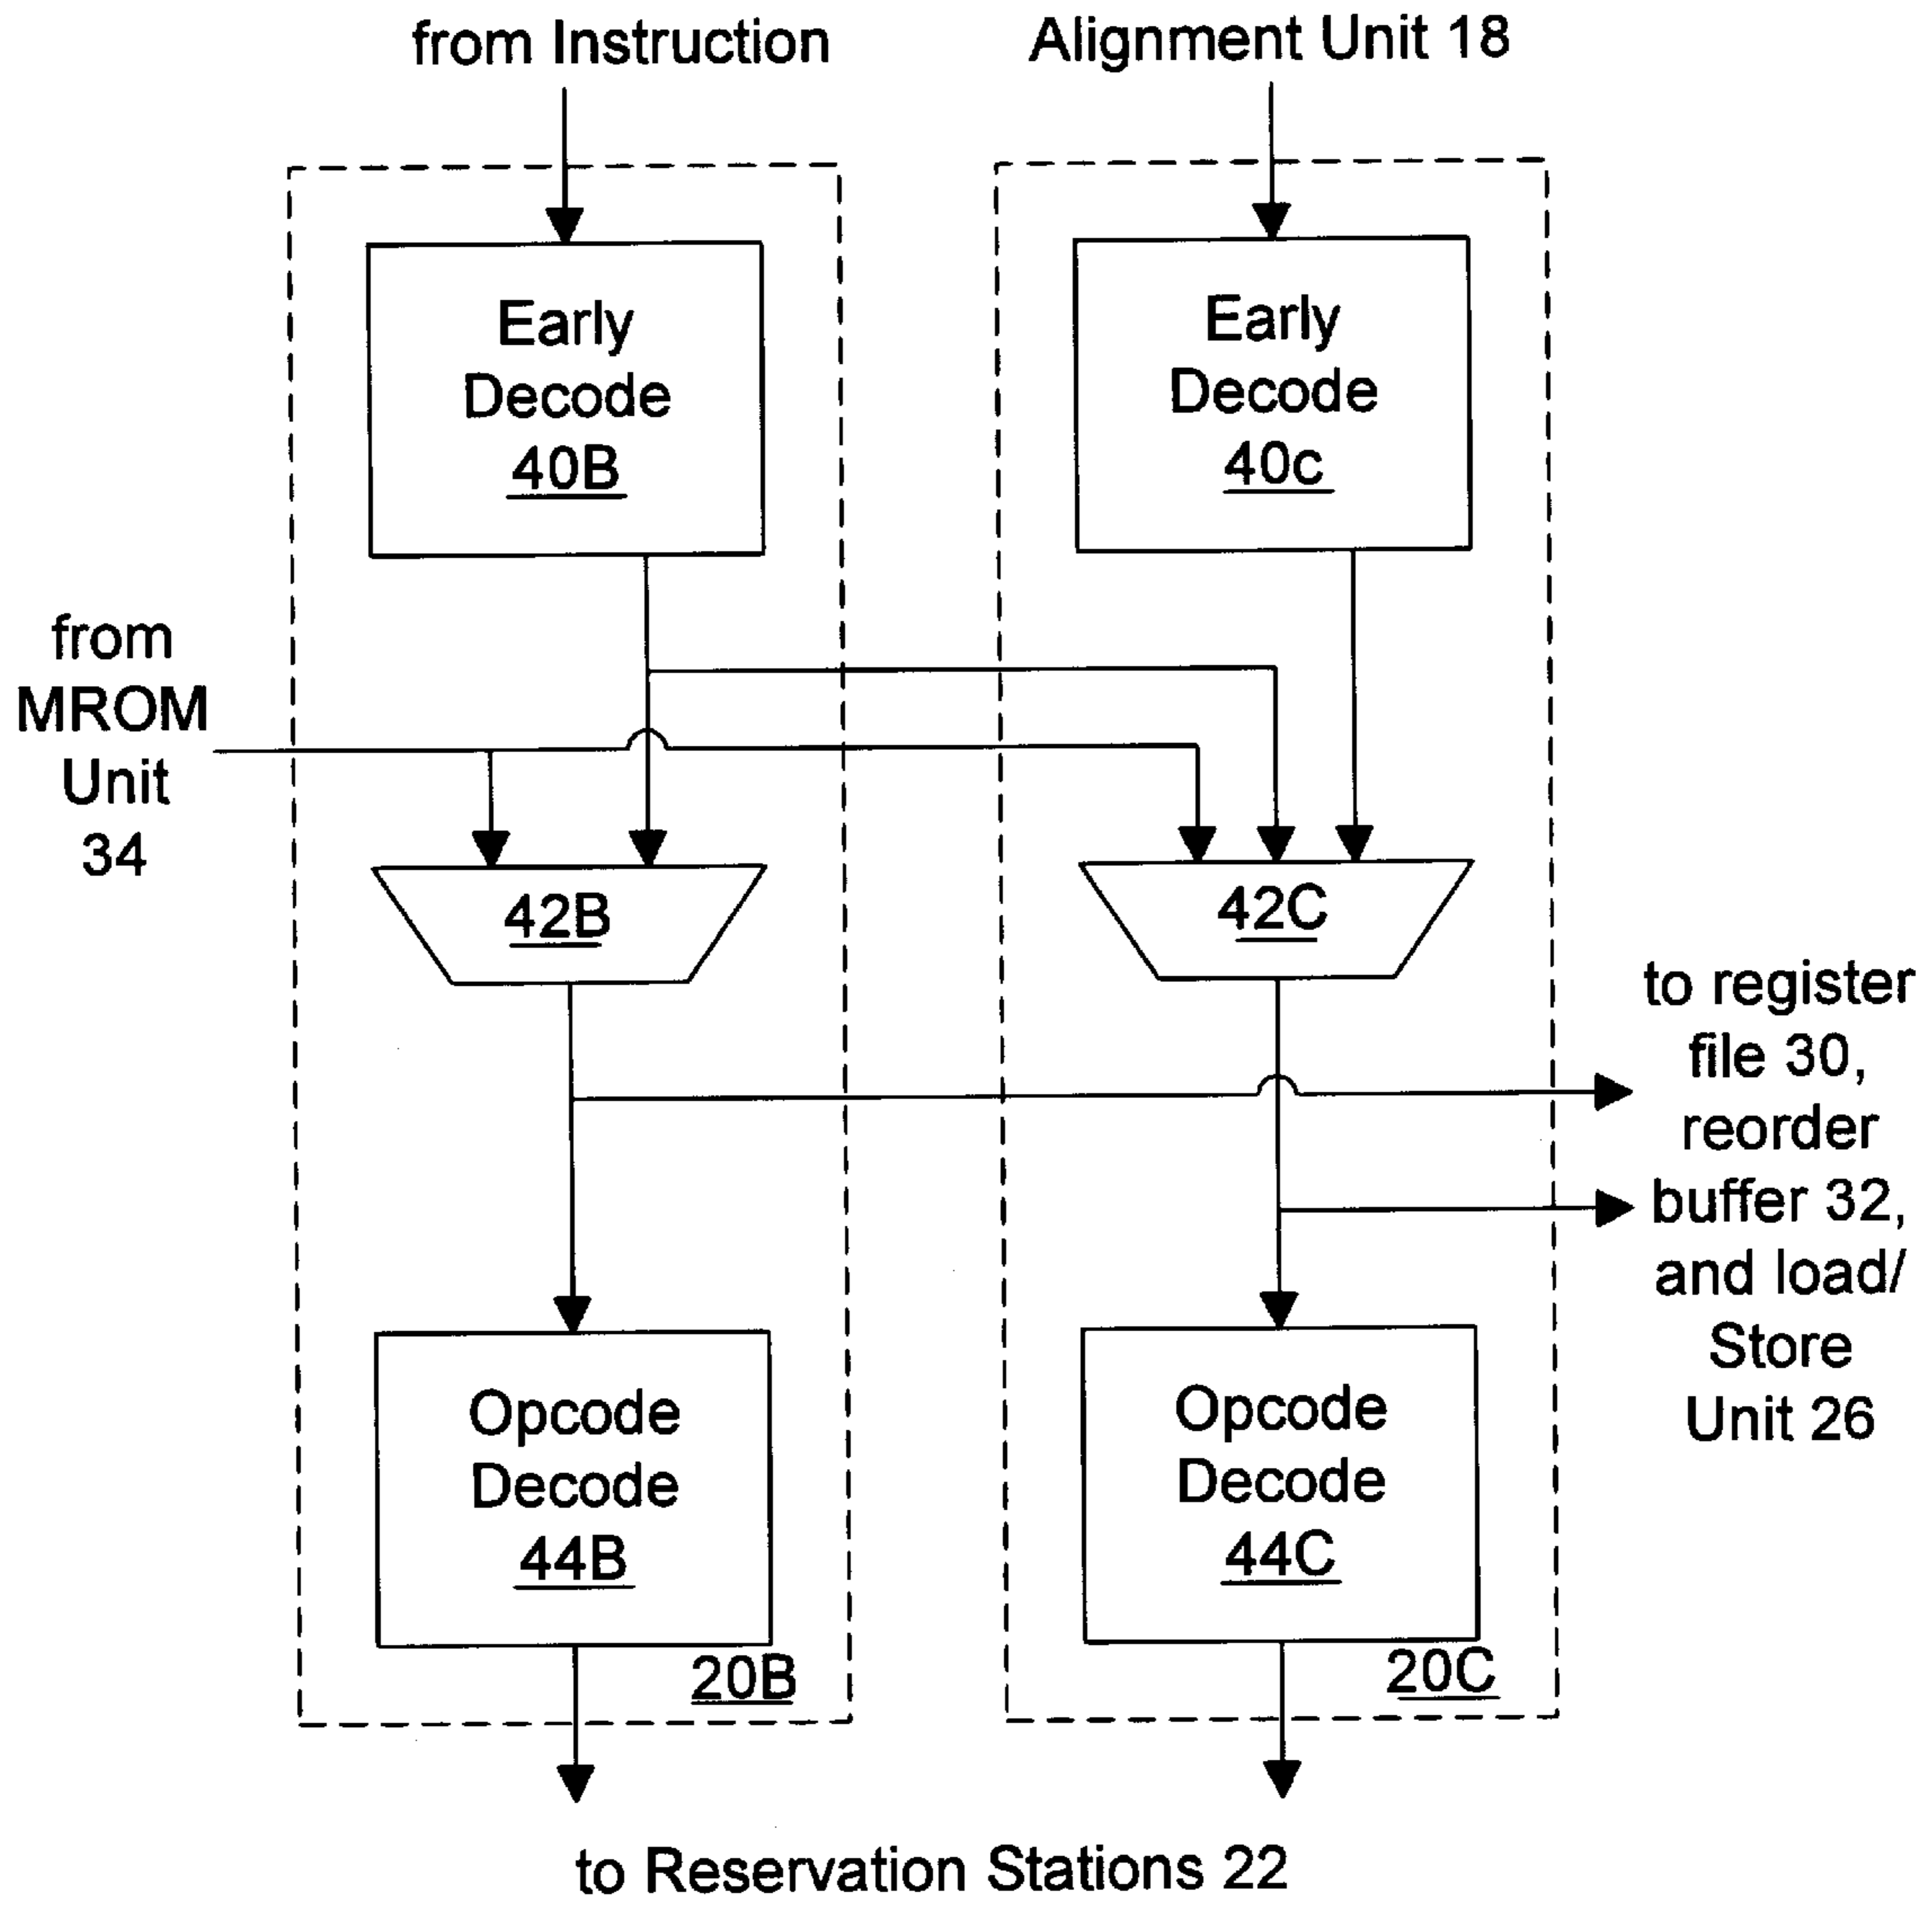 from Instruction
Alignment Unit 18
Early
Decode
40B
Early
Decode
40c
from
MROM
Unit
34
42B
42C
to register
file 30,
reorder
buffer 32,
and load/
Store
Unit 26
Opcode
Decode
44B
Opcode
Decode
44C
20B
20C
to Reservation Stations 22